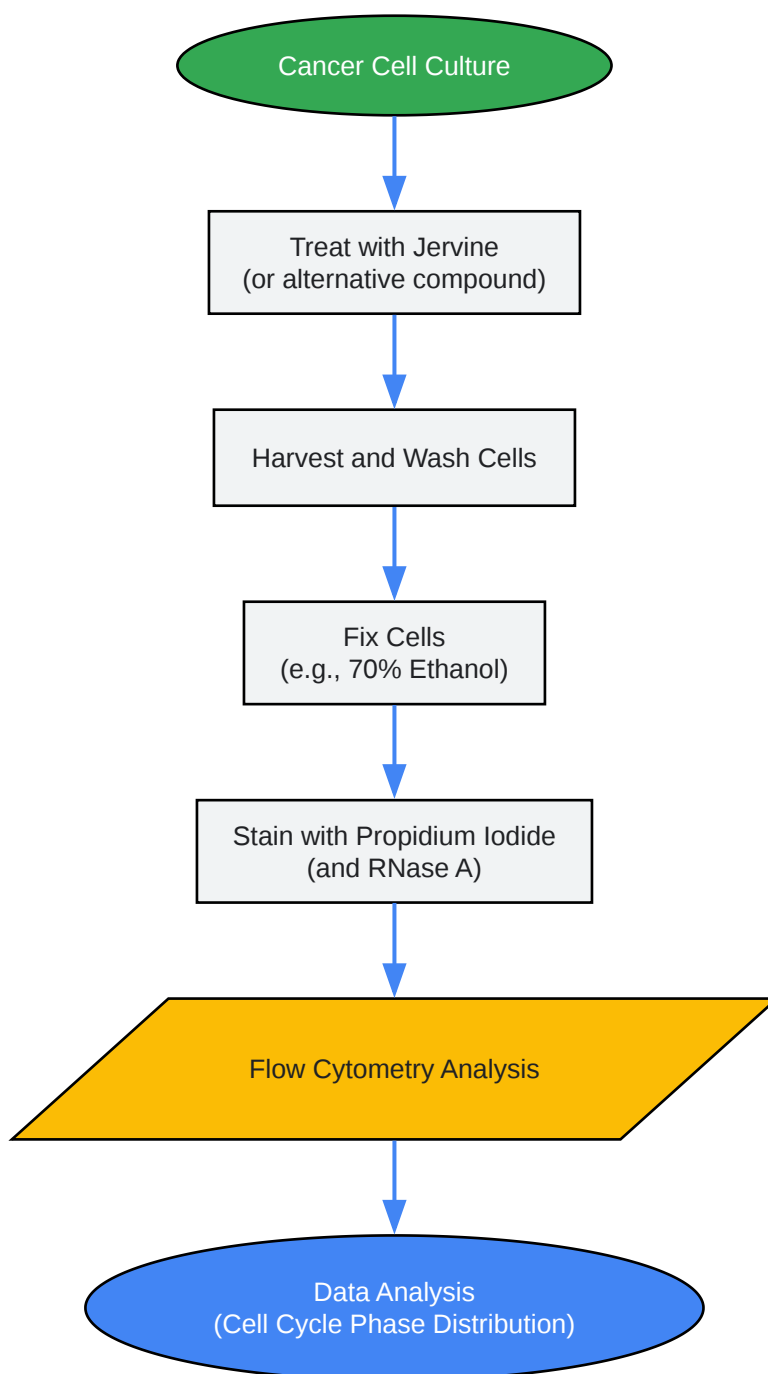 Cancer Cell Culture
Treat with Jervine
(or alternative compound)
Harvest and Wash Cells
Fix Cells
(e.g., 70% Ethanol)
Stain with Propidium Iodide
(and RNase A)
Flow Cytometry Analysis
Data Analysis
(Cell Cycle Phase Distribution)